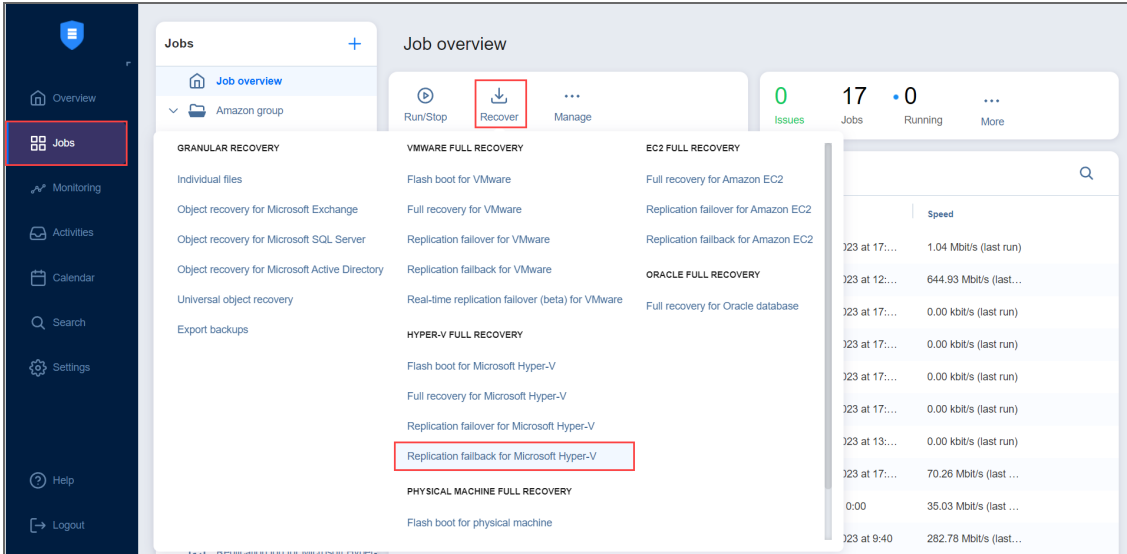 Overview
Jobs
Monitoring
Activities
Calendar
Search
Settings
Help
Logout
Jobs
+
Job overview
Amazon group
Job overview
Run/Stop
Recover
Manage
0
Issues
17
Jobs
0
Running
More
GRANULAR RECOVERY
Individual files
Object recovery for Microsoft Exchange
Object recovery for Microsoft SQL Server
Object recovery for Microsoft Active Directory
Universal object recovery
Export backups
VMWARE FULL RECOVERY
Flash boot for VMware
Full recovery for VMware
Replication failover for VMware
Replication failback for VMware
Real-time replication failover (beta) for VMware
HYPER-V FULL RECOVERY
Flash boot for Microsoft Hyper-V
Full recovery for Microsoft Hyper-V
Replication failover for Microsoft Hyper-V
Replication failback for Microsoft Hyper-V
PHYSICAL MACHINE FULL RECOVERY
Flash boot for physical machine
EC2 FULL RECOVERY
Full recovery for Amazon EC2
Replication failover for Amazon EC2
Replication failback for Amazon EC2
ORACLE FULL RECOVERY
Full recovery for Oracle database
Speed
023 at 17:… 1.04 Mbit/s (last run)
023 at 12:… 644.93 Mbit/s (last…
023 at 17:… 0.00 kbit/s (last run)
023 at 17:… 0.00 kbit/s (last run)
023 at 17:… 0.00 kbit/s (last run)
023 at 17:… 0.00 kbit/s (last run)
023 at 13:… 0.00 kbit/s (last run)
023 at 17:… 70.26 Mbit/s (last …
0:00 35.03 Mbit/s (last …
023 at 9:40 282.78 Mbit/s (last…